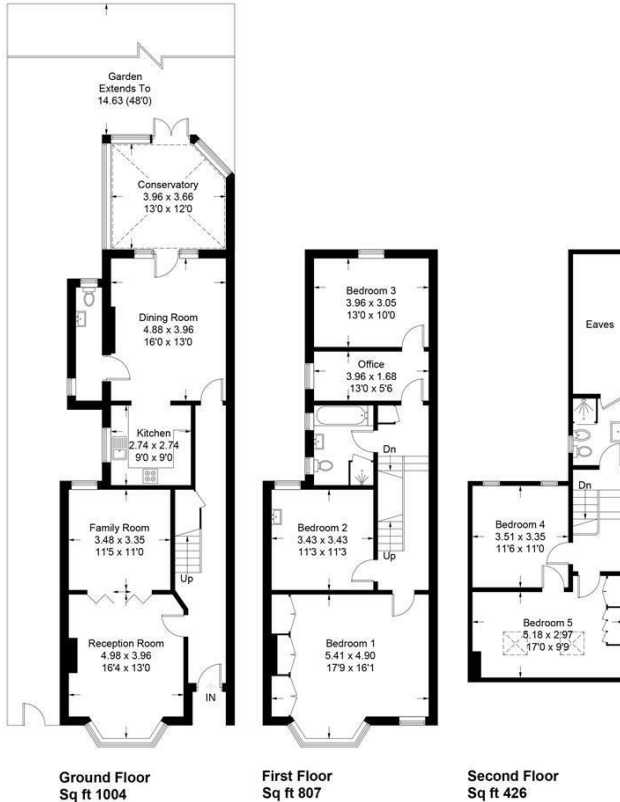 Garden
Extends To
14.63 (48'0)
Conservatory
3.96 x 3.66
13'0 x 12'0
Dining Room
4.88 x 3.96
16'0 x 13'0
Kitchen
2.74 x 2.74
9'0 x 9'0
Family Room
3.48 x 3.35
11'5 x 11'0
Up
Reception Room
4.98 x 3.96
16'4 x 13'0
IN
Ground Floor
Sq ft 1004
Bedroom 3
3.96 x 3.05
13'0 x 10'0
Office
3.96 x 1.68
13'0 x 5'6
Dn
Bedroom 2
3.43 x 3.43
11'3 x 11'3
Up
Bedroom 1
5.41 x 4.90
17'9 x 16'1
First Floor
Sq ft 807
Eaves
Dn
Bedroom 4
3.51 x 3.35
11'6 x 11'0
Bedroom 5
5.18 x 2.97
17'0 x 9'9
Second Floor
Sq ft 426